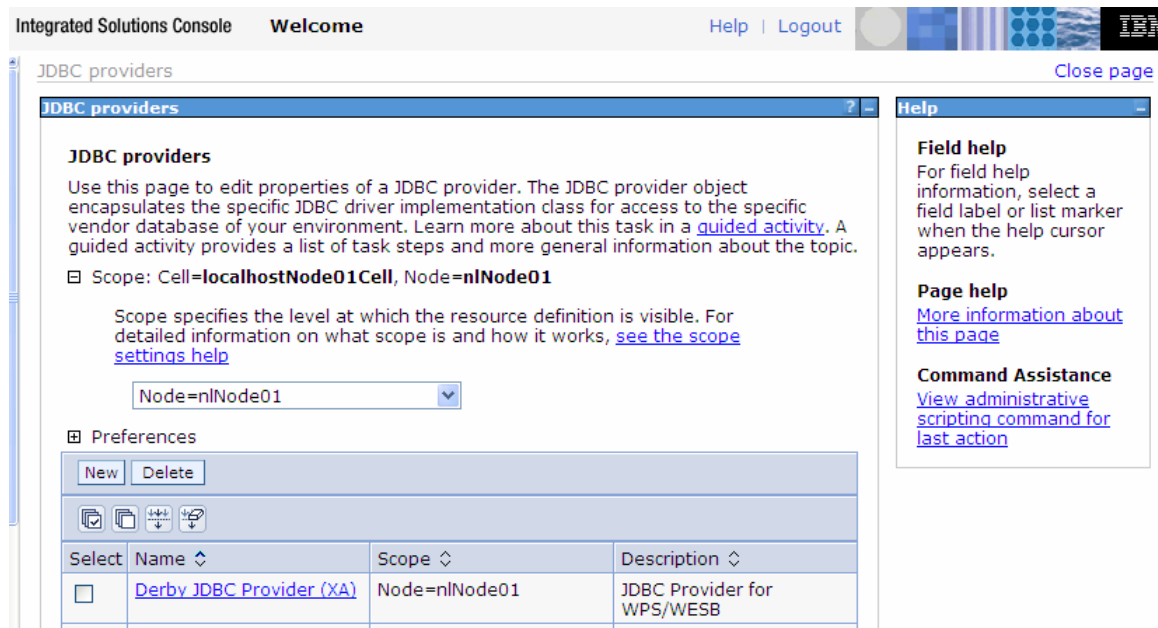 Integrated Solutions Console Welcome Help | Logout IBM
JDBC providers Close page
JDBC providers ? -
JDBC providers
Use this page to edit properties of a JDBC provider. The JDBC provider object
encapsulates the specific JDBC driver implementation class for access to the specific
vendor database of your environment. Learn more about this task in a guided activity. A
guided activity provides a list of task steps and more general information about the topic.
Scope: Cell=localhostNode01Cell, Node=nlNode01
Scope specifies the level at which the resource definition is visible. For
detailed information on what scope is and how it works, see the scope
settings help
Node=nlNode01
Preferences
New Delete
Select Name Scope Description
Derby JDBC Provider (XA) Node=nlNode01 JDBC Provider for
WPS/WESB
Help -
Field help
For field help
information, select a
field label or list marker
when the help cursor
appears.
Page help
More information about
this page
Command Assistance
View administrative
scripting command for
last action